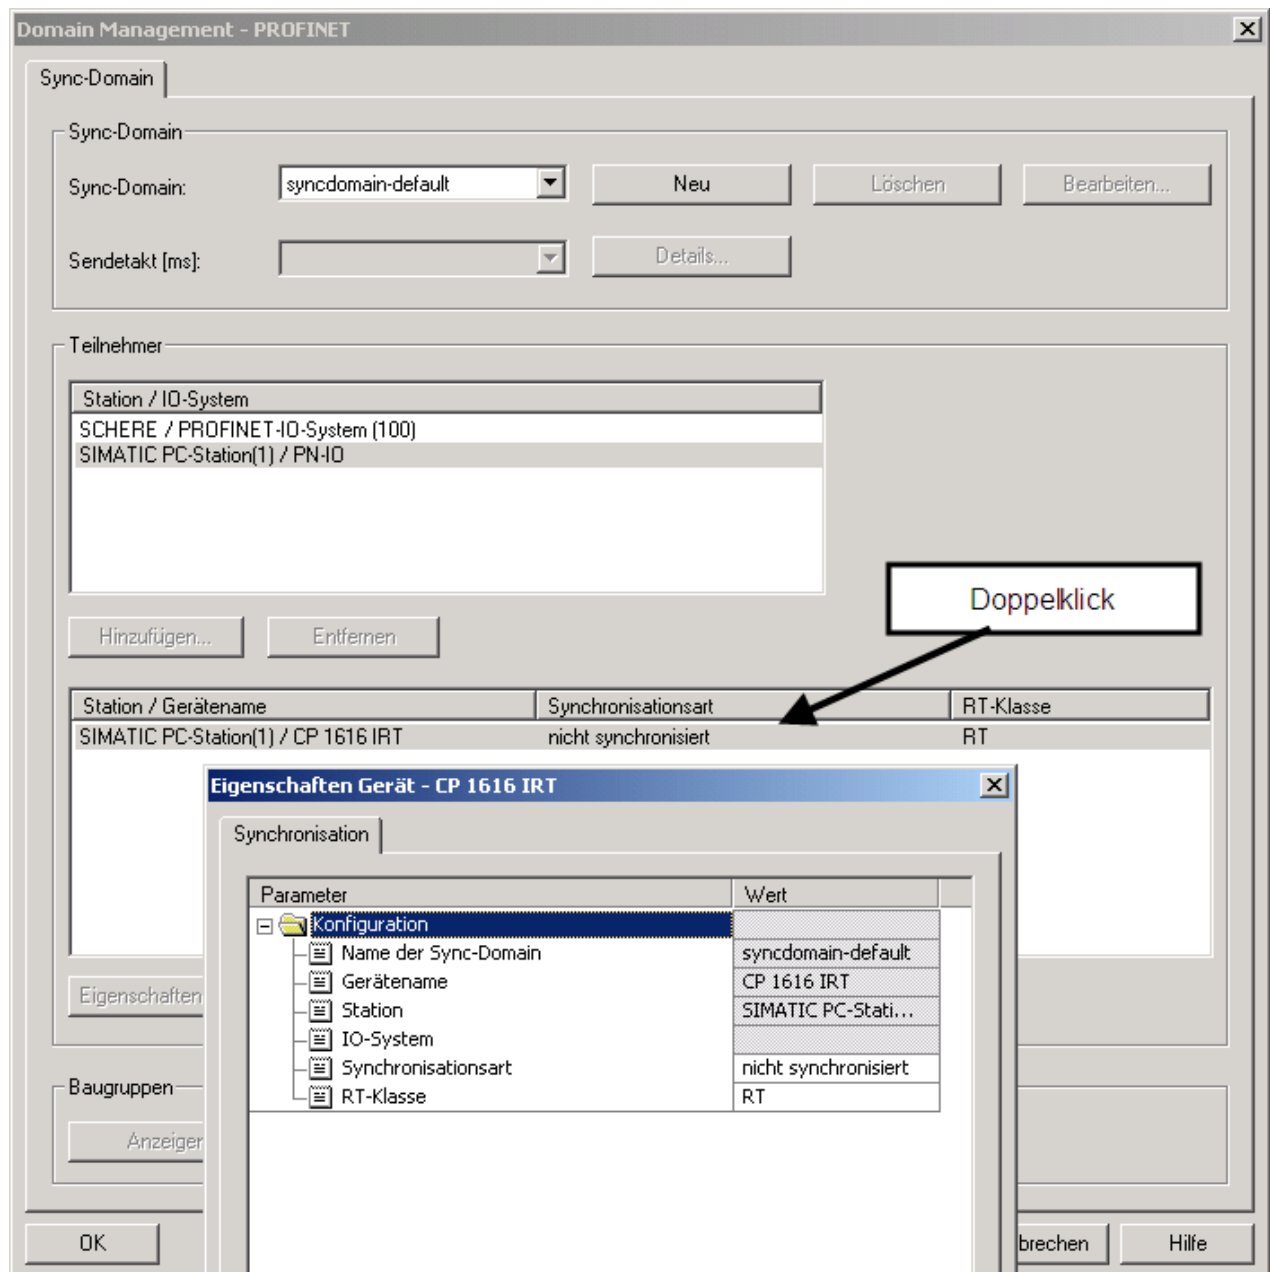 Domain Management - PROFINET
Sync-Domain
Sync-Domain
Sync-Domain: syncdomain-default Neu Löschen Bearbeiten...
Sendetakt [ms]: Details...
Teilnehmer
Station / IO-System
SCHERE / PROFINET-IO-System (100)
SIMATIC PC-Station(1) / PN-IO
Doppelklick
Hinzufügen... Entfernen
Station / Gerätename Synchronisationsart RT-Klasse
SIMATIC PC-Station(1) / CP 1616 IRT nicht synchronisiert RT
Eigenschaften Gerät - CP 1616 IRT
Synchronisation
Parameter Wert
Konfiguration
Name der Sync-Domain syncdomain-default
Gerätename CP 1616 IRT
Station SIMATIC PC-Stati...
IO-System
Synchronisationsart nicht synchronisiert
RT-Klasse RT
Eigenschaften
Baugruppen
Anzeiger
OK brechen Hilfe